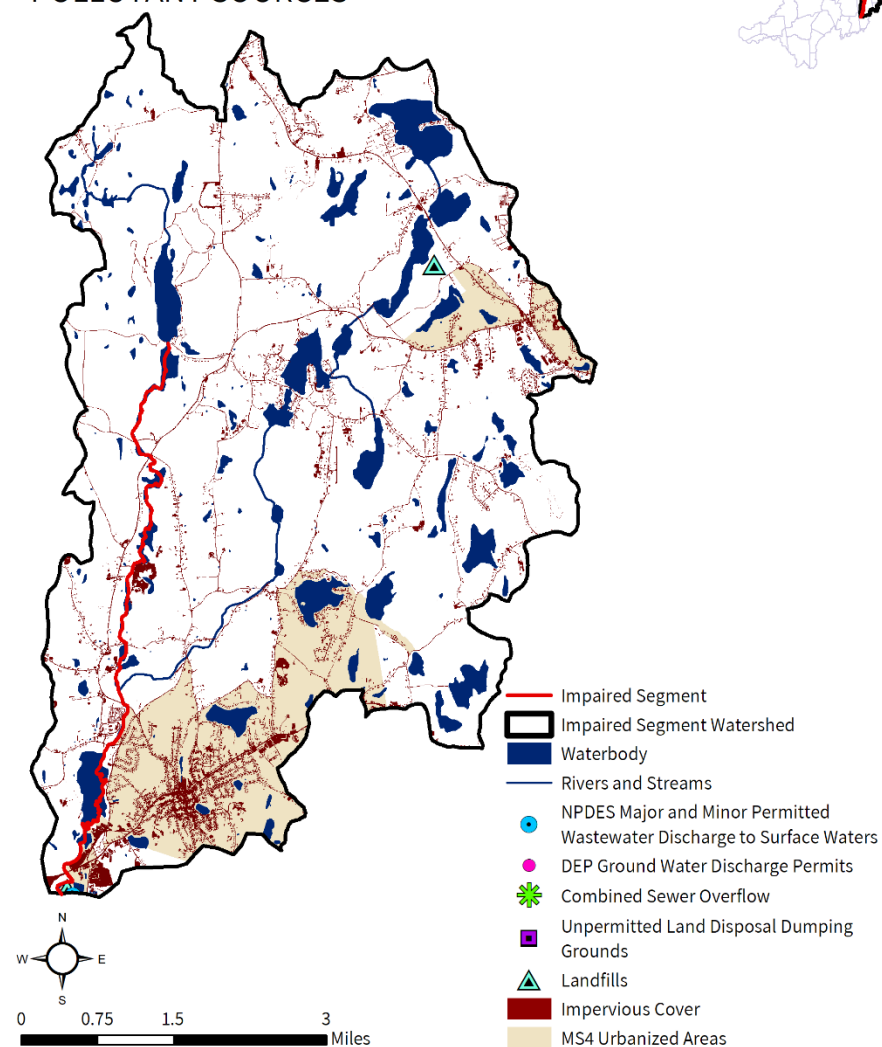 POLLUTANT SOURCES
Impaired Segment
Impaired Segment Watershed
Waterbody
Rivers and Streams
NPDES Major and Minor Permitted
Wastewater Discharge to Surface Waters
DEP Ground Water Discharge Permits
Combined Sewer Overflow
Unpermitted Land Disposal Dumping
Grounds
Landfills
Impervious Cover
MS4 Urbanized Areas
N
W E
S
0 0.75 1.5 3
Miles